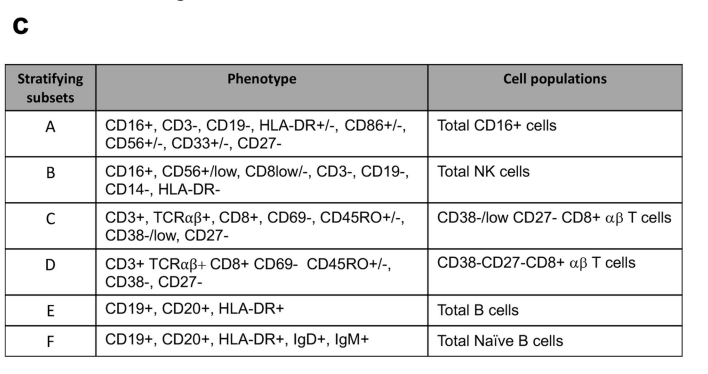 C
Stratifying subsets Phenotype Cell populations
A CD16+, CD3-, CD19-, HLA-DR+/-, CD86+/-, Total CD16+ cells
CD56+/-, CD33+/-, CD27-
B CD16+, CD56+/low, CD8low/-, CD3-, CD19-, Total NK cells
CD14-, HLA-DR-
C CD3+, TCRαβ+, CD8+, CD69-, CD45RO+/-, CD38-/low CD27- CD8+ αβ T cells
CD38-/low, CD27-
D CD3+ TCRαβ+ CD8+ CD69- CD45RO+/-, CD38-CD27-CD8+ αβ T cells
CD38-, CD27-
E CD19+, CD20+, HLA-DR+ Total B cells
F CD19+, CD20+, HLA-DR+, IgD+, IgM+ Total Naïve B cells